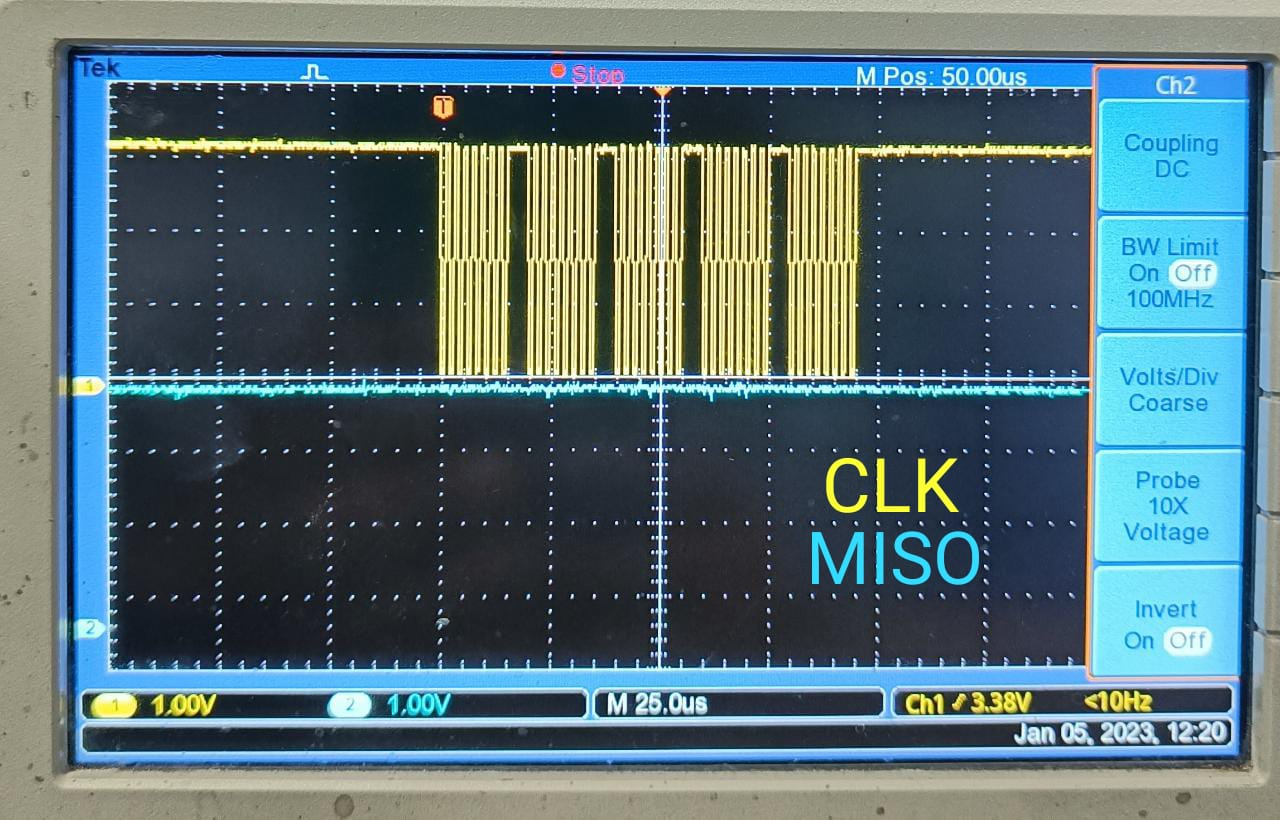 Tek
Stop
M Pos: 50.00us
Ch2
T
Coupling
DC
BW Limit
On Off
100MHz
1
Volts/Div
Coarse
CLK
MISO
Probe
10X
Voltage
2
Invert
On Off
1 1.00V 2 1.00V M 25.0us Ch1 3.38V <10Hz
Jan 05, 2023, 12:20